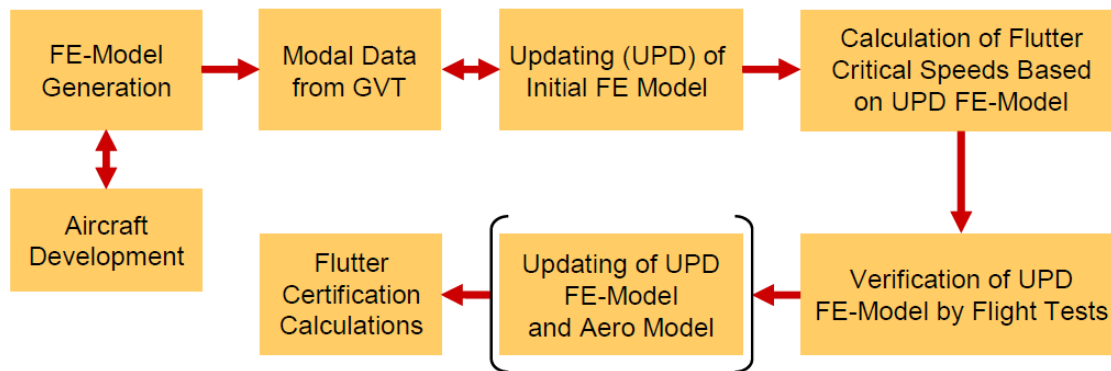 FE-Model
Generation
Modal Data
from GVT
Updating (UPD) of
Initial FE Model
Calculation of Flutter
Critical Speeds Based
on UPD FE-Model
Aircraft
Development
Flutter
Certification
Calculations
Updating of UPD
FE-Model
and Aero Model
Verification of UPD
FE-Model by Flight Tests